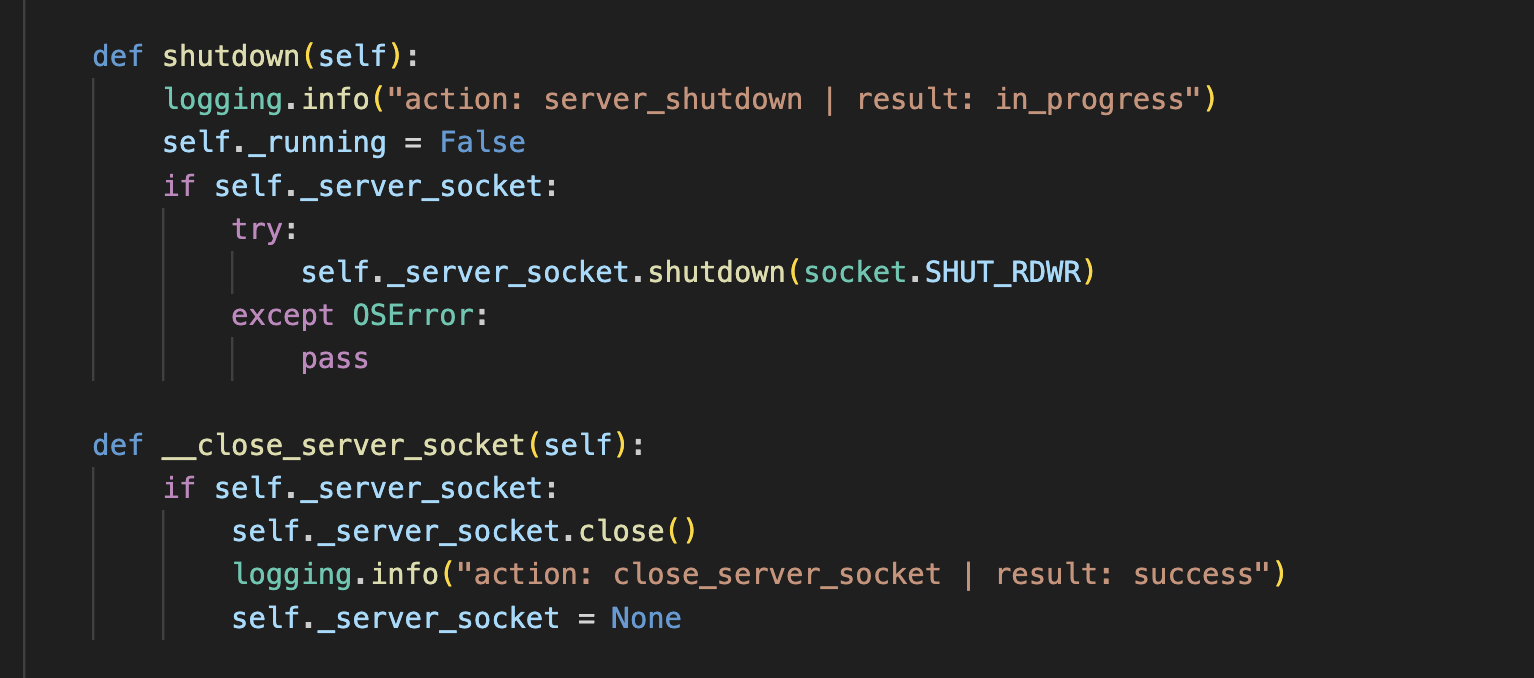 def shutdown(self):
    logging.info("action: server_shutdown | result: in_progress")
    self._running = False
    if self._server_socket:
        try:
            self._server_socket.shutdown(socket.SHUT_RDWR)
        except OSError:
            pass

def __close_server_socket(self):
    if self._server_socket:
        self._server_socket.close()
        logging.info("action: close_server_socket | result: success")
        self._server_socket = None